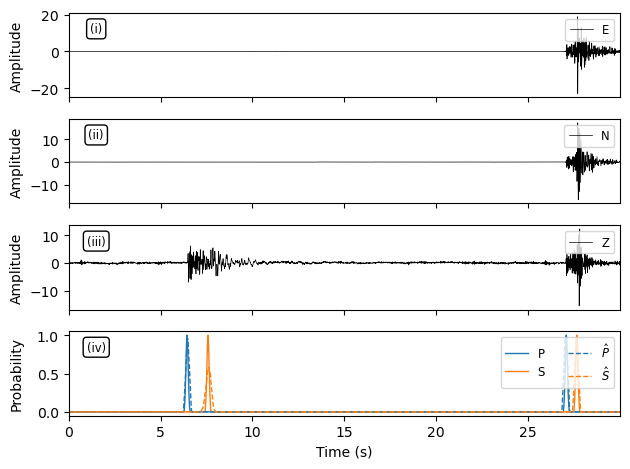 (i)
E
Amplitude
20
0
−20
(ii)
N
Amplitude
10
0
−10
(iii)
Z
Amplitude
10
0
−10
(iv)
P
S
P̂
Ŝ
Probability
1.0
0.5
0.0
0 5 10 15 20 25
Time (s)